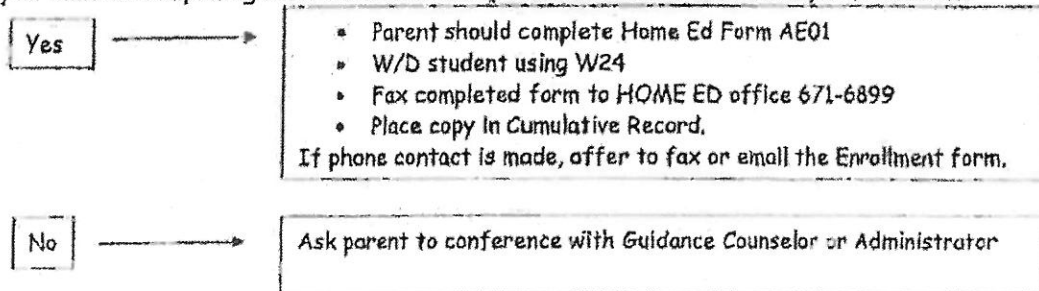 Yes
• Parent should complete Home Ed Form AE01
• W/D student using W24
• Fax completed form to HOME ED office 671-6899
• Place copy in Cumulative Record.
If phone contact is made, offer to fax or email the Enrollment form.
No
Ask parent to conference with Guidance Counselor or Administrator